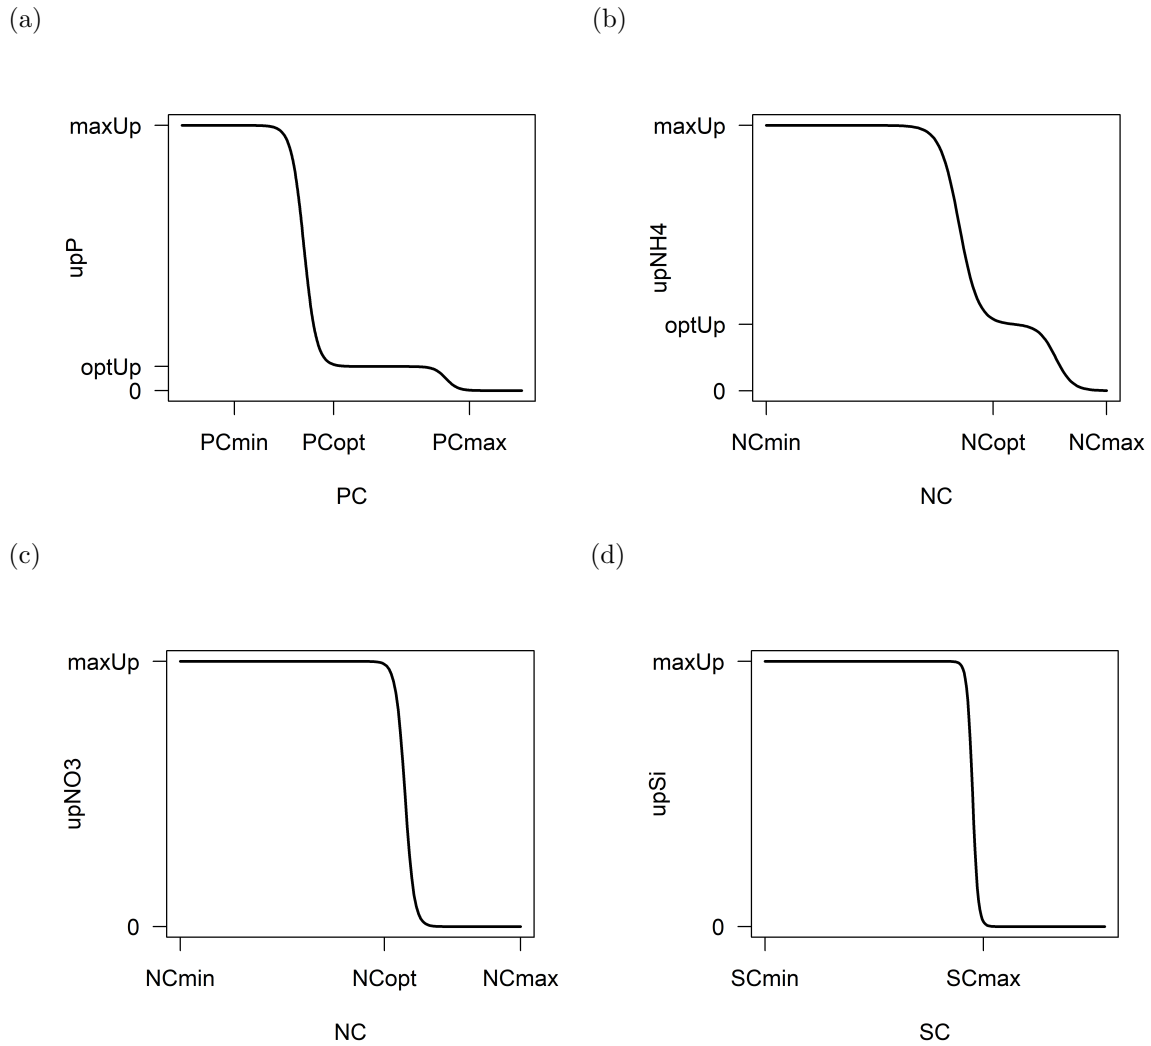 (a)
maxUp
upP
optUp
0
PCmin PCopt PCmax
PC
(b)
maxUp
upNH4
optUp
0
NCmin NCopt NCmax
NC
(c)
maxUp
upNO3
0
NCmin NCopt NCmax
NC
(d)
maxUp
upSi
0
SCmin SCmax
SC